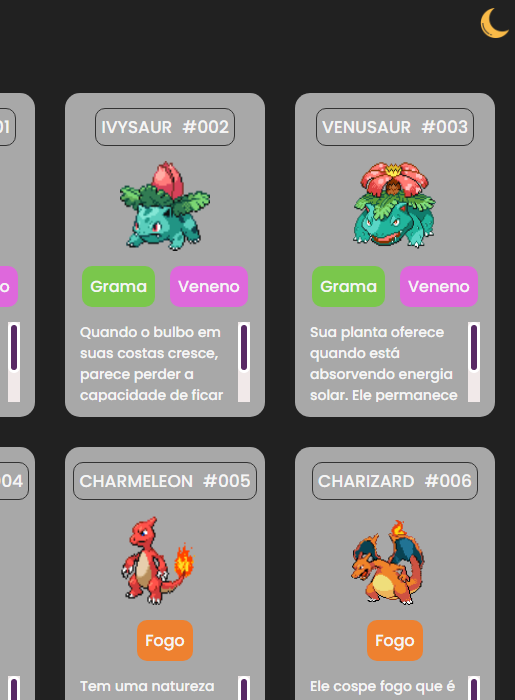 01
IVYSAUR #002
VENUSAUR #003
o
Grama
Veneno
Grama
Veneno
Quando o bulbo em
suas costas cresce,
parece perder a
capacidade de ficar
Sua planta oferece
quando está
absorvendo energia
solar. Ele permanece
04
CHARMELEON #005
CHARIZARD #006
Fogo
Fogo
Tem uma natureza
Ele cospe fogo que é